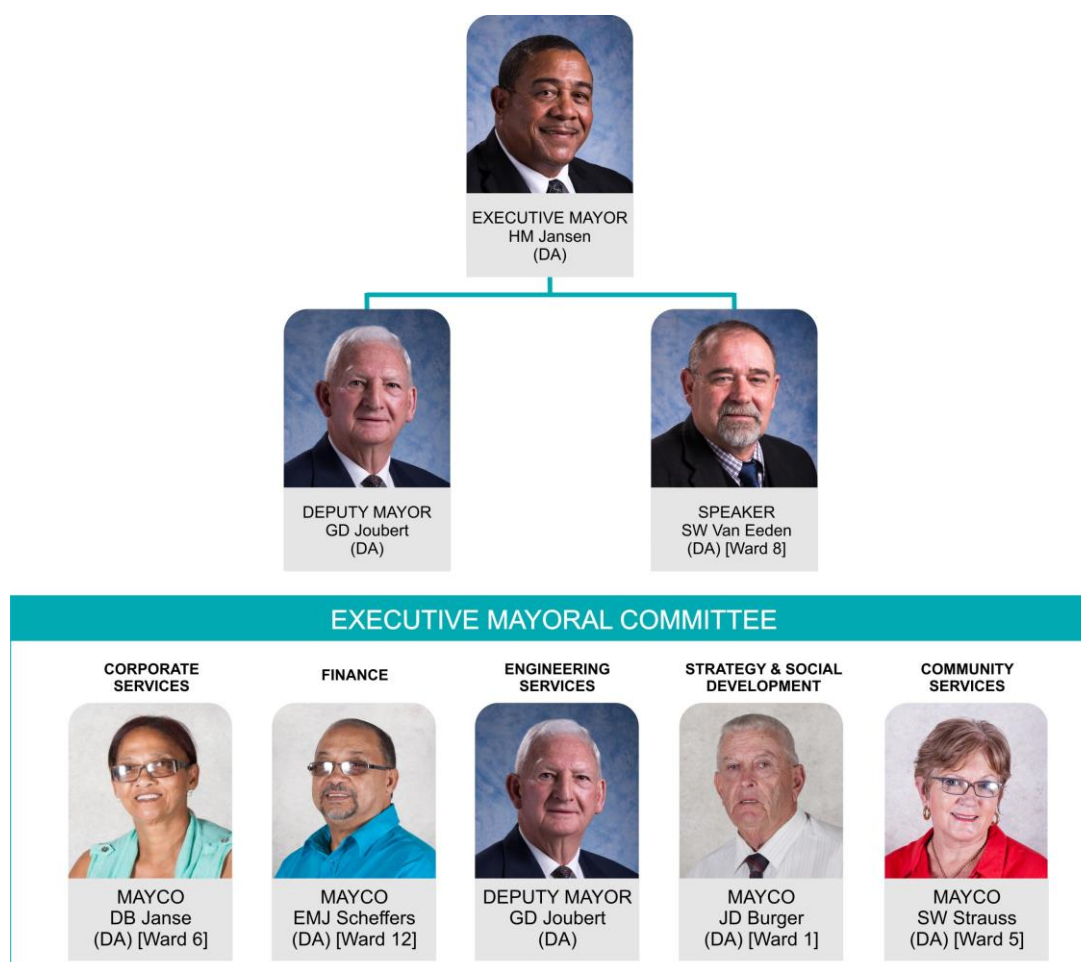 EXECUTIVE MAYOR
HM Jansen
(DA)
DEPUTY MAYOR
GD Joubert
(DA)
SPEAKER
SW Van Eeden
(DA) [Ward 8]
EXECUTIVE MAYORAL COMMITTEE
CORPORATE
SERVICES
MAYCO
DB Janse
(DA) [Ward 6]
FINANCE
MAYCO
EMJ Scheffers
(DA) [Ward 12]
ENGINEERING
SERVICES
DEPUTY MAYOR
GD Joubert
(DA)
STRATEGY & SOCIAL
DEVELOPMENT
MAYCO
JD Burger
(DA) [Ward 1]
COMMUNITY
SERVICES
MAYCO
SW Strauss
(DA) [Ward 5]